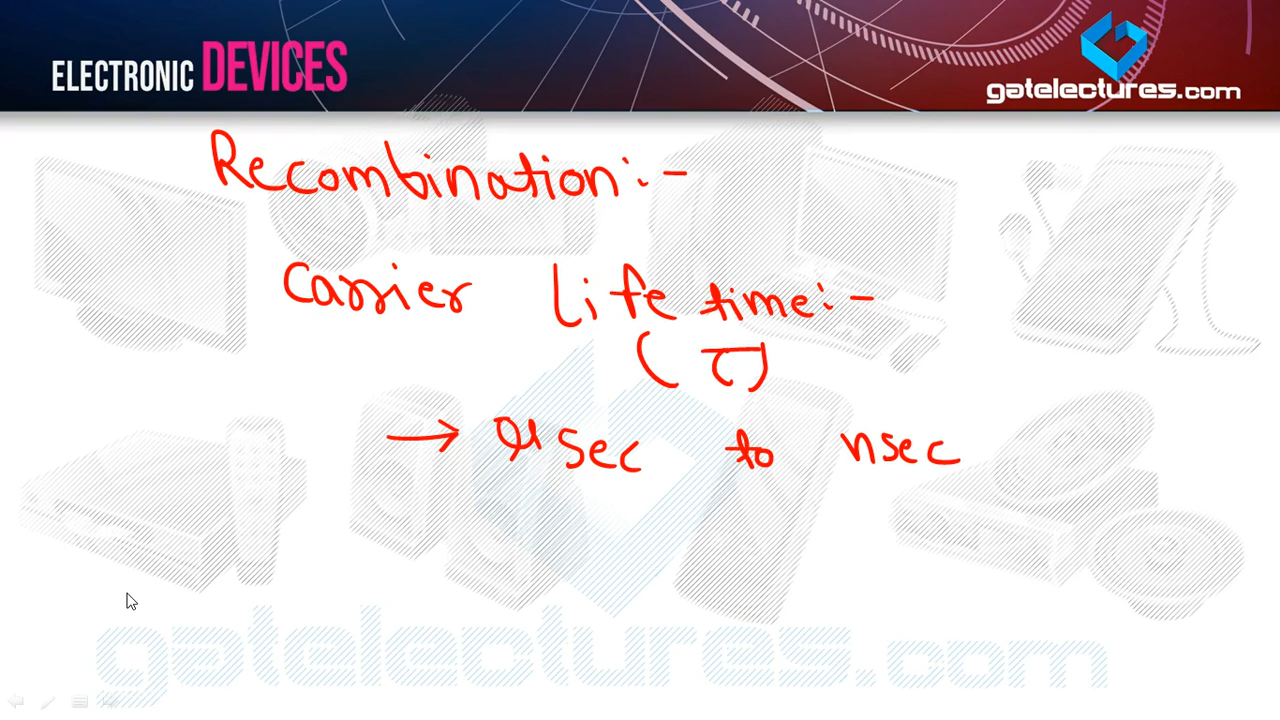 ELECTRONIC DEVICES
gatelectures.com
Recombination:-
Carrier Life time:-
(τ)
→ μsec to nsec
gatelectures.com